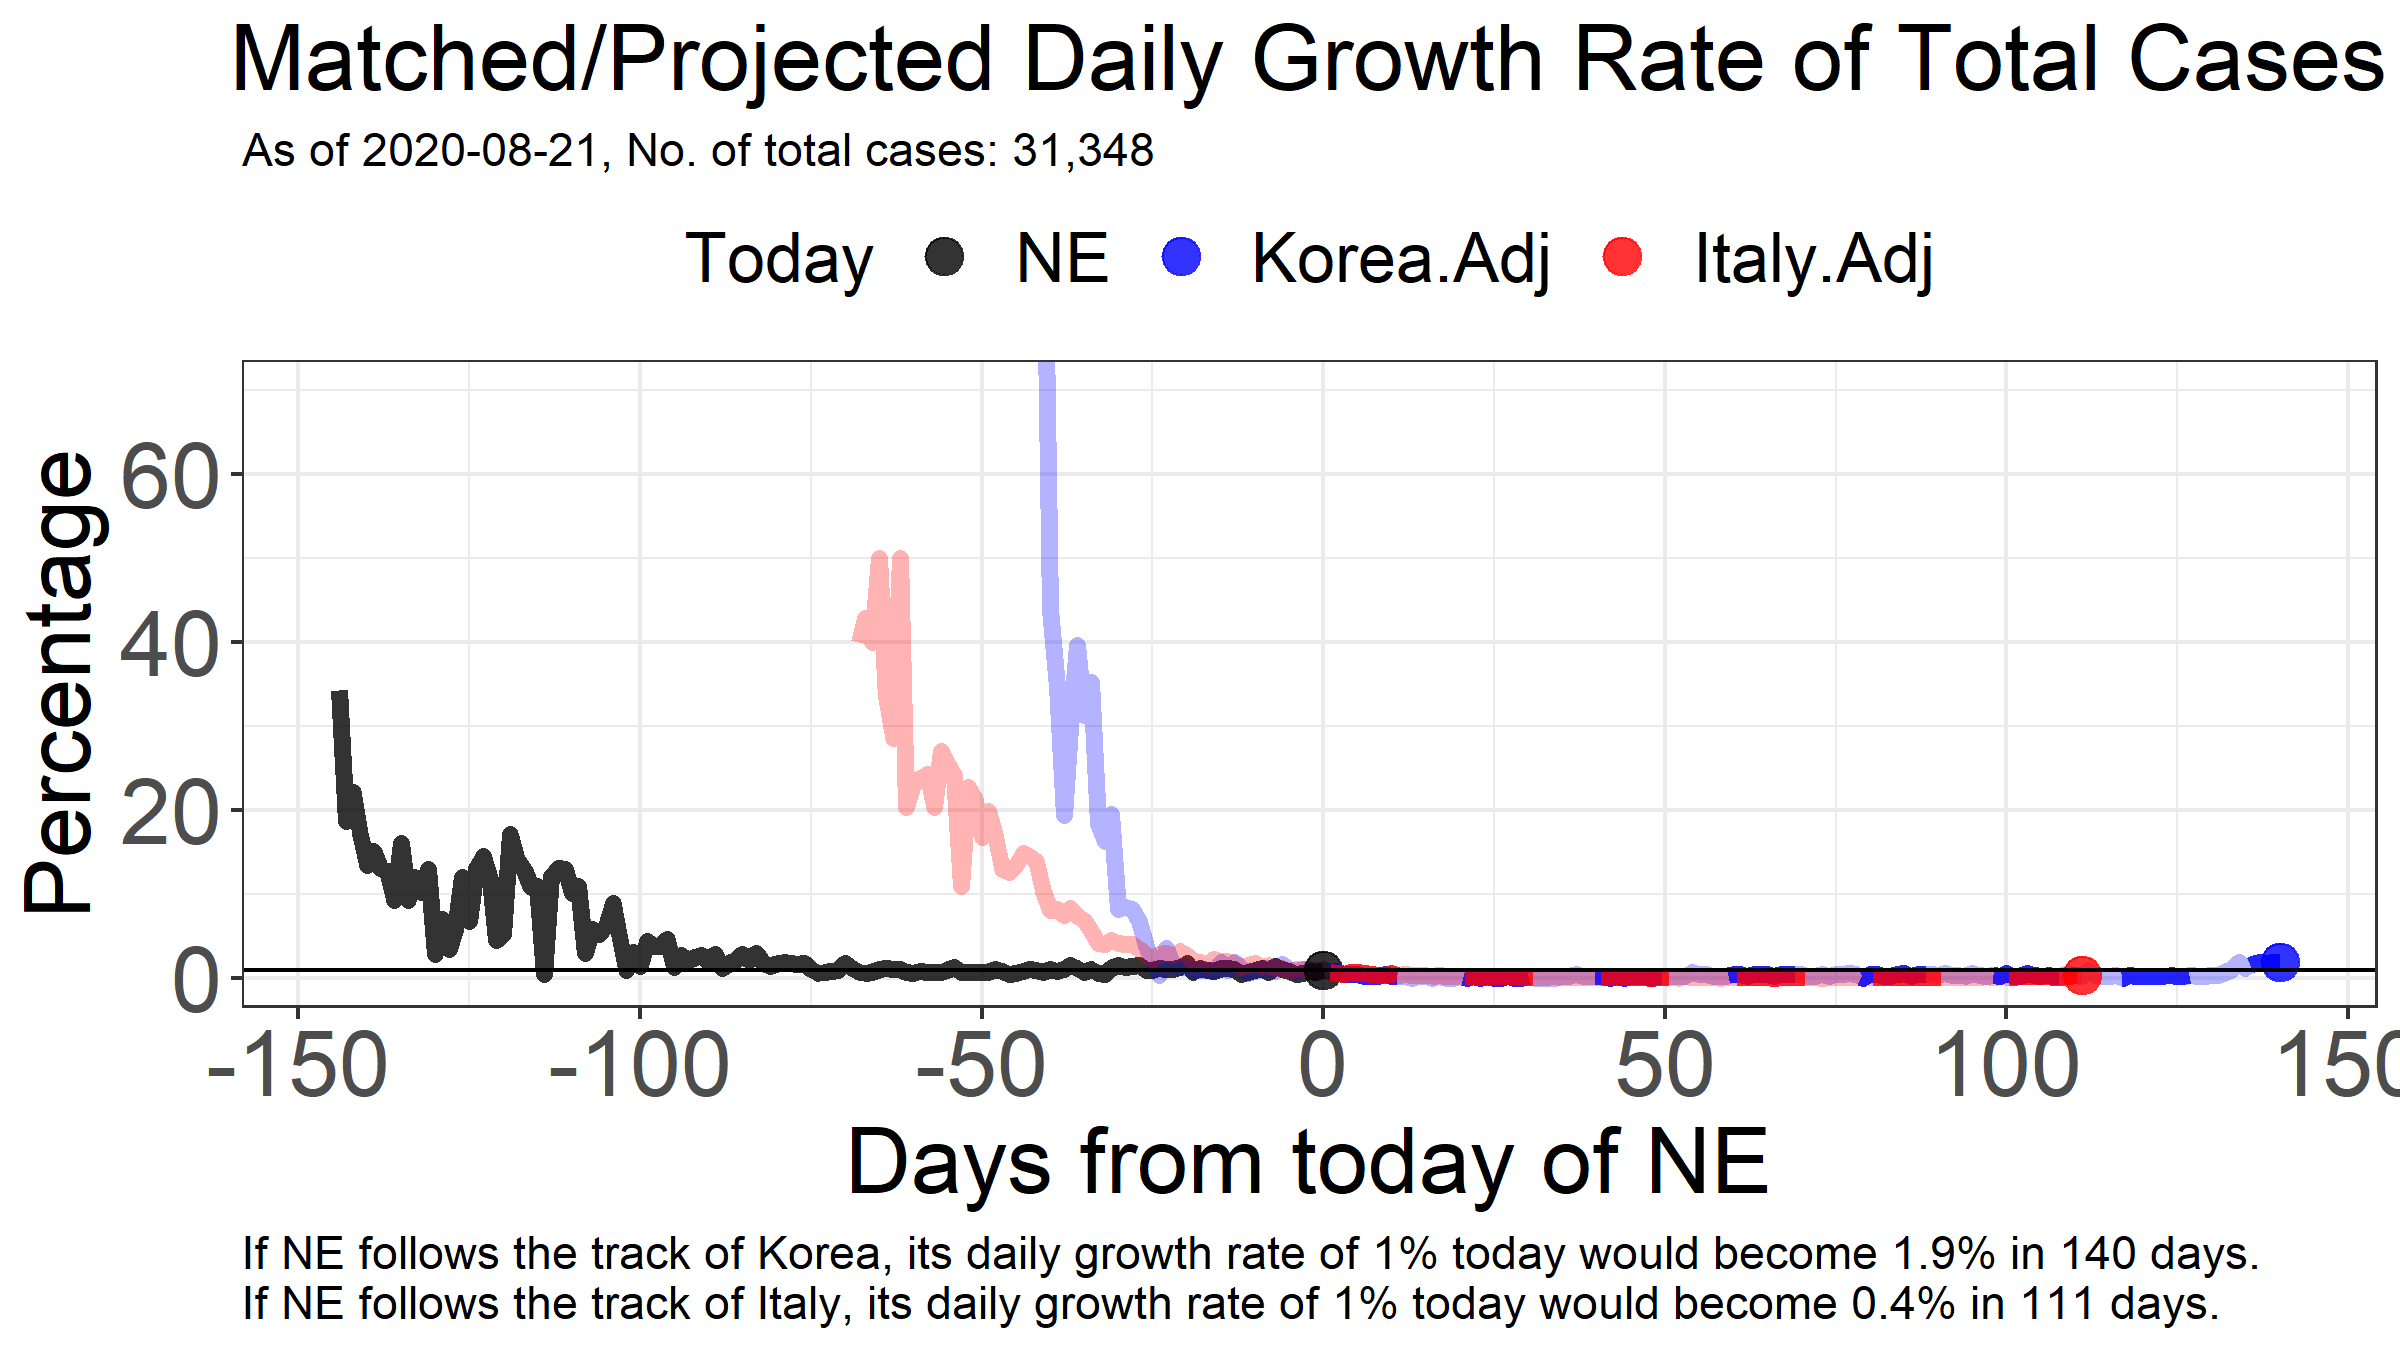 Matched/Projected Daily Growth Rate of Total Cases
As of 2020-08-21, No. of total cases: 31,348
Today NE Korea.Adj Italy.Adj
Percentage
60
40
20
0
-150 -100 -50 0 50 100 150
Days from today of NE
If NE follows the track of Korea, its daily growth rate of 1% today would become 1.9% in 140 days.
If NE follows the track of Italy, its daily growth rate of 1% today would become 0.4% in 111 days.